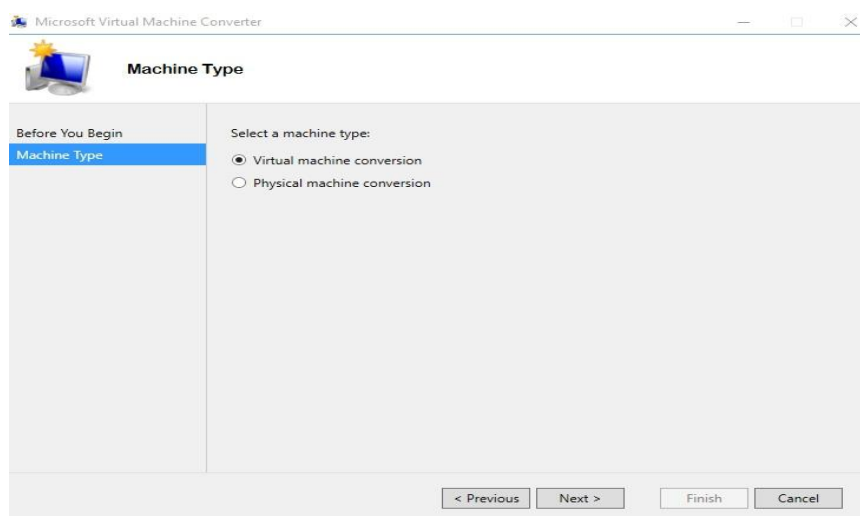 Microsoft Virtual Machine Converter
Machine Type
Before You Begin
Machine Type
Select a machine type:
Virtual machine conversion
Physical machine conversion
< Previous
Next >
Finish
Cancel